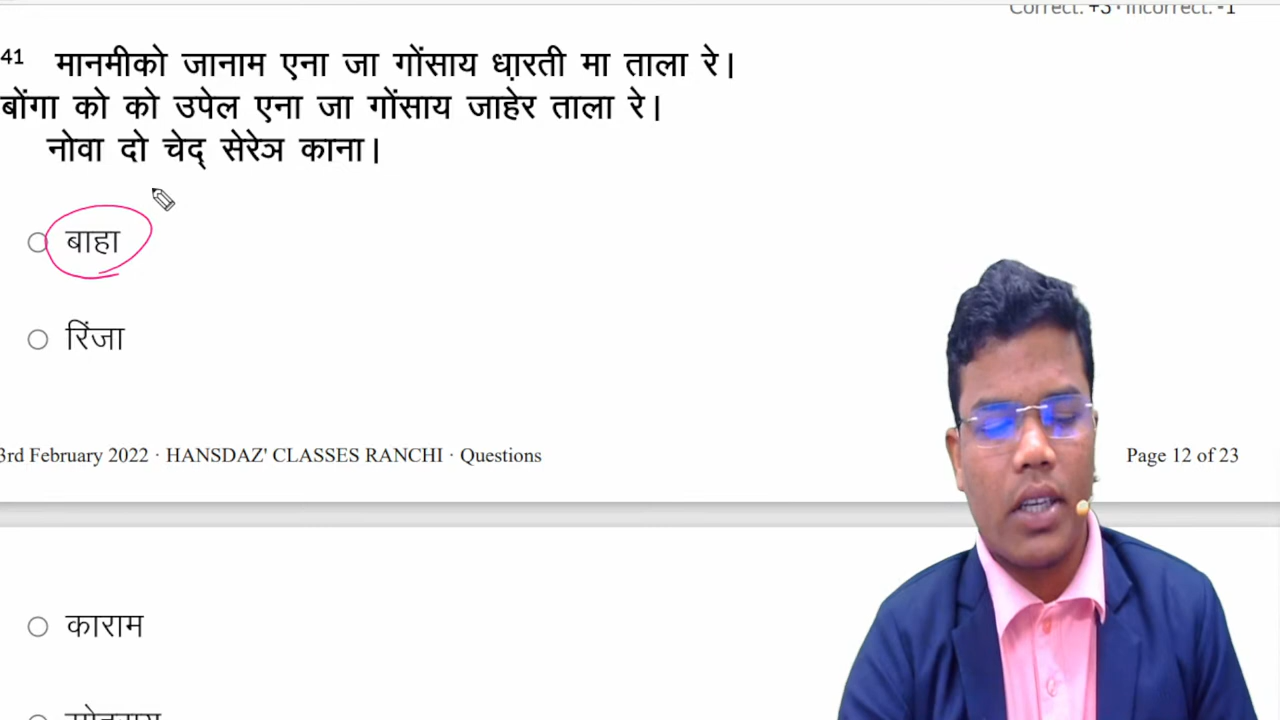 Correct: +3 · Incorrect: -1
41 मानमीको जानाम एना जा गोंसाय धा़रती मा ताला रे।
बोंगा को को उपेल एना जा गोंसाय जाहेर ताला रे।
नोवा दो चेद् सेरेञ काना।
बाहा
रिंजा
3rd February 2022 · HANSDAZ' CLASSES RANCHI · Questions
Page 12 of 23
काराम